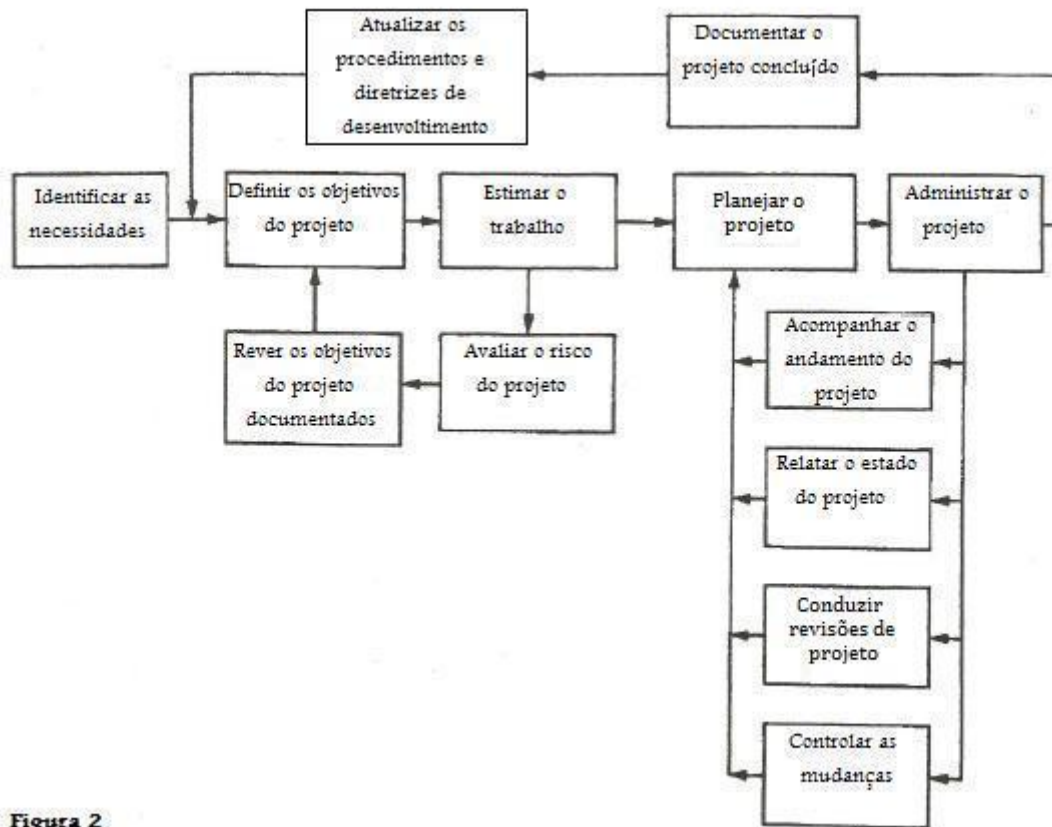 Atualizar os
procedimentos e
diretrizes de
desenvoltimento
Documentar o
projeto concluído
Identificar as
necessidades
Definir os objetivos
do projeto
Estimar o
trabalho
Planejar o
projeto
Administrar o
projeto
Rever os objetivos
do projeto
documentados
Avaliar o risco
do projeto
Acompanhar o
andamento do
projeto
Relatar o estado
do projeto
Conduzir
revisões de
projeto
Controlar as
mudanças
Figura 2